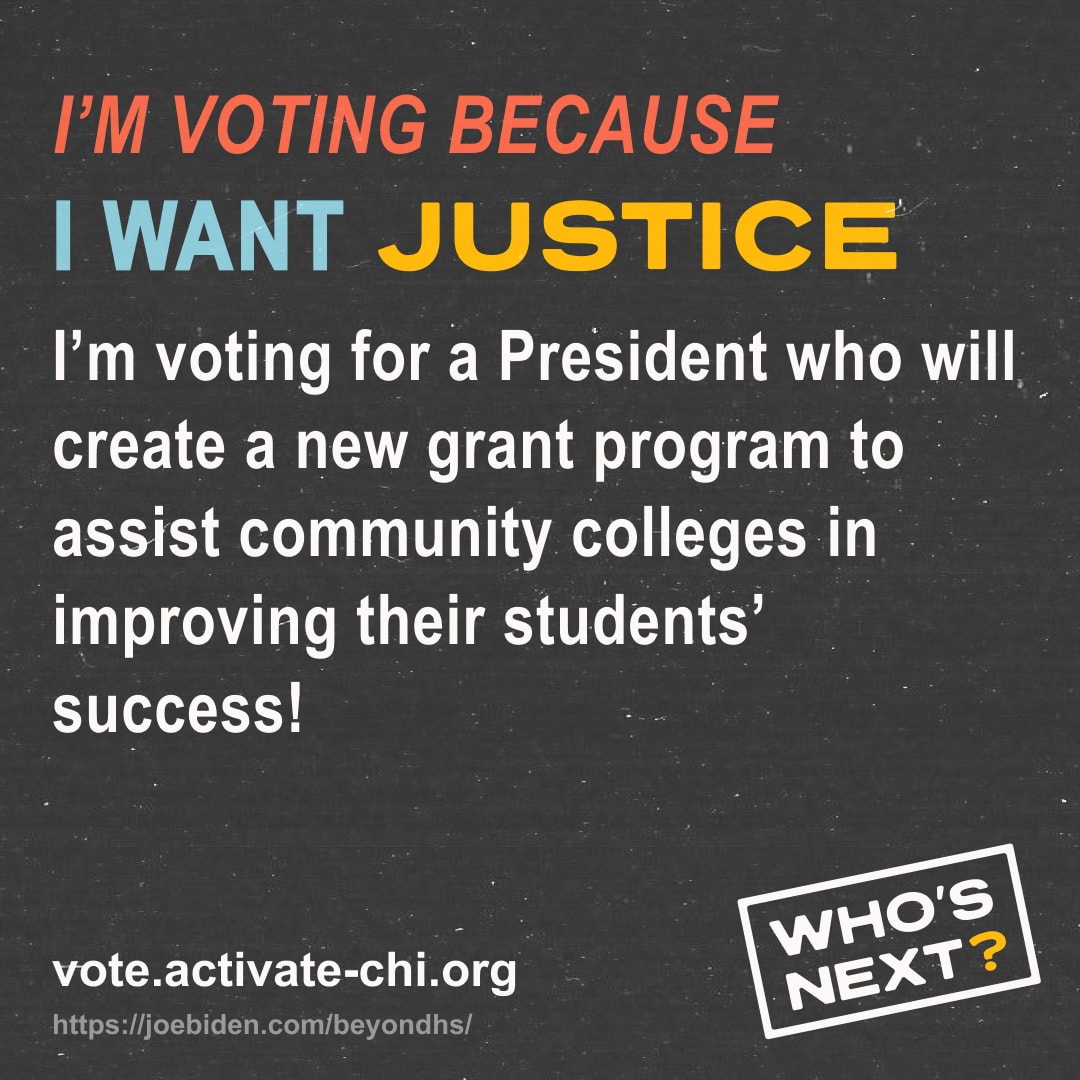 I'M VOTING BECAUSE
I WANT JUSTICE
I'm voting for a President who will
create a new grant program to
assist community colleges in
improving their students'
success!
WHO'S
NEXT?
vote.activate-chi.org
https://joebiden.com/beyondhs/